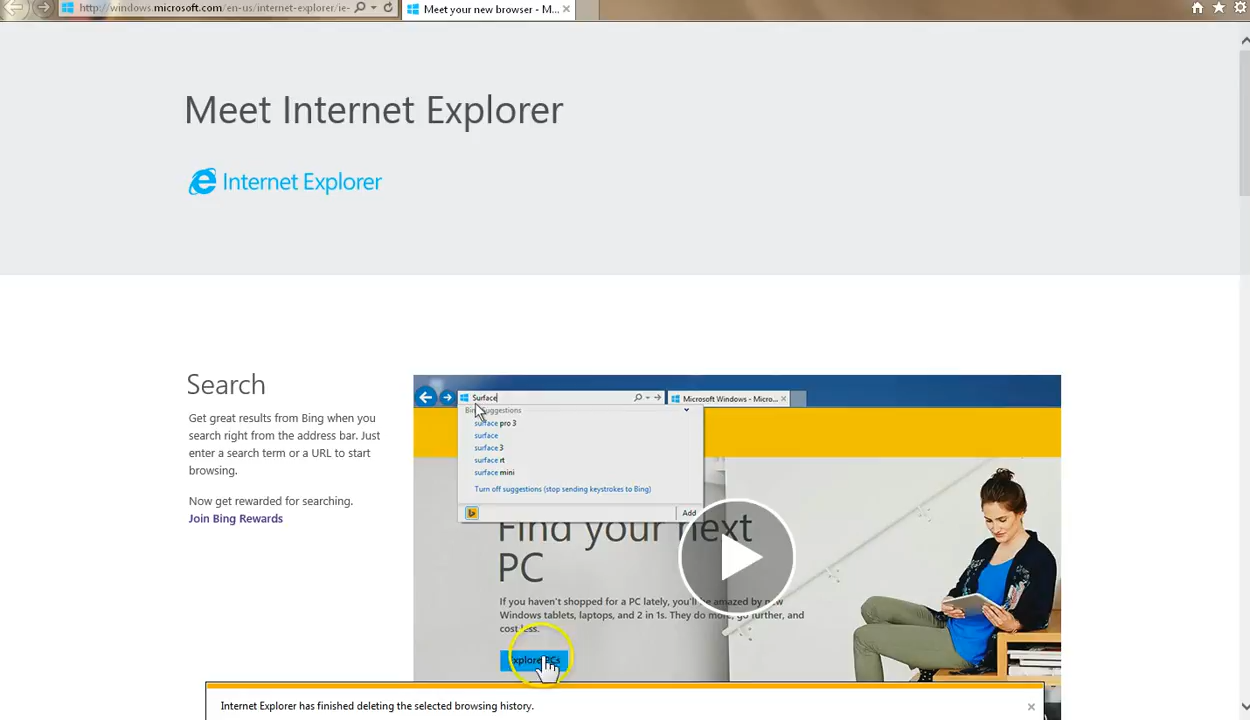 http://windows.microsoft.com/en-us/internet-explorer/ie-
Meet your new browser - M...
Meet Internet Explorer
Internet Explorer
Search
Get great results from Bing when you
search right from the address bar. Just
enter a search term or a URL to start
browsing.
Now get rewarded for searching.
Join Bing Rewards
Surface
Microsoft Windows - Micro...
Suggestions
surface pro 3
surface
surface 3
surface rt
surface mini
Turn off suggestions (stop sending keystrokes to Bing)
Add
Find your next
PC
If you haven't shopped for a PC lately, you'll be amazed by new
Windows tablets, laptops, and 2 in 1s. They do more, go further, and
cost less.
Explore PCs
Internet Explorer has finished deleting the selected browsing history.